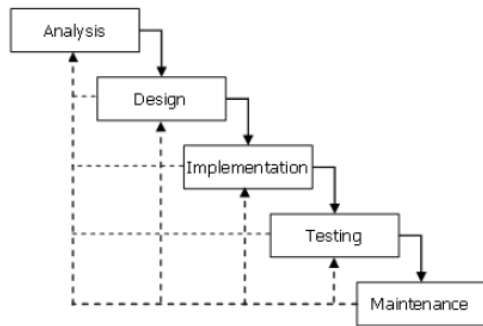 Analysis
Design
Implementation
Testing
Maintenance